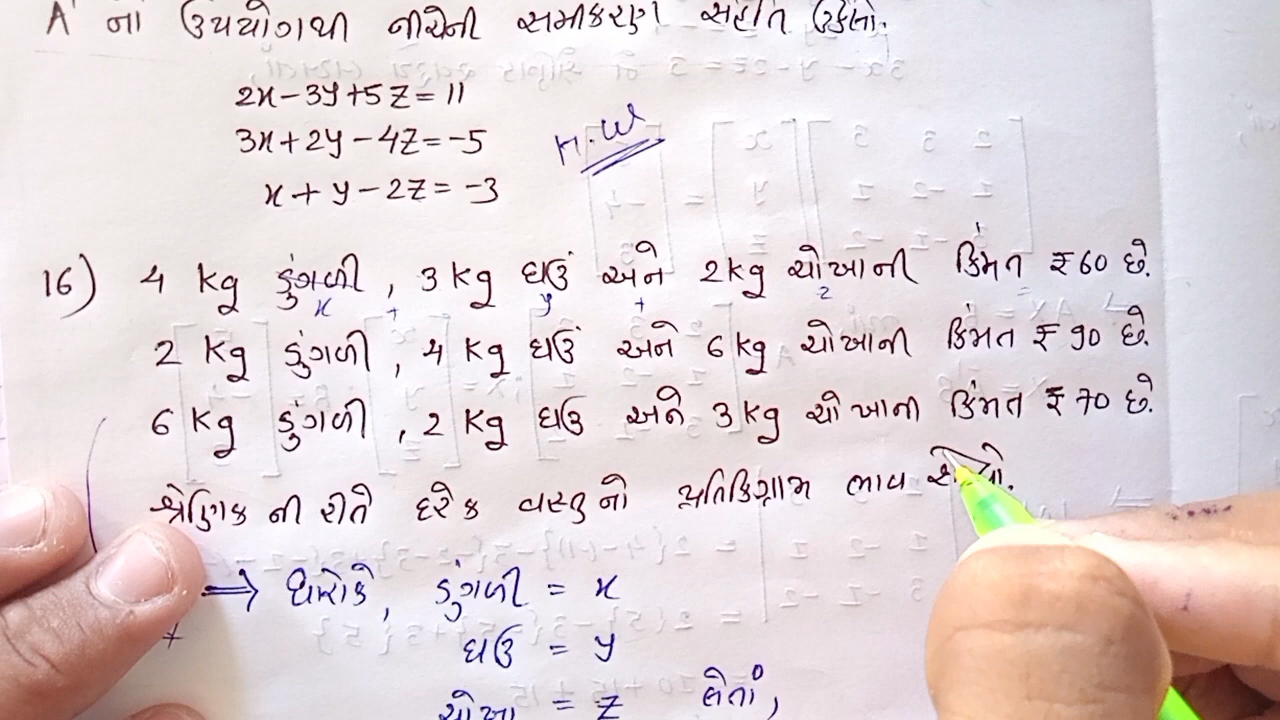 A ના ઉપયોગથી નીચેની સમીકરણ સંહતિ ઉકેલો.
2x-3y+5z=11
3x+2y-4z=-5
x+y-2z=-3
H.W
16) 4 kg ડુંગળી, 3 kg ઘઉં અને 2 kg ચોખાની કિંમત ₹60 છે.
x + y + z =
2 Kg ડુંગળી, 4 kg ઘઉં અને 6 kg ચોખાની કિંમત ₹ 90 છે.
6 Kg ડુંગળી, 2 Kg ઘઉં અને 3 kg ચોખાની કિંમત ₹ 70 છે.
શ્રેણિક ની રીતે દરેક વસ્તુનો પ્રતિકિગ્રામ ભાવ
⇒ ધારોકે, ડુંગળી = x
ઘઉં = y
ચોખા = z લેતાં,